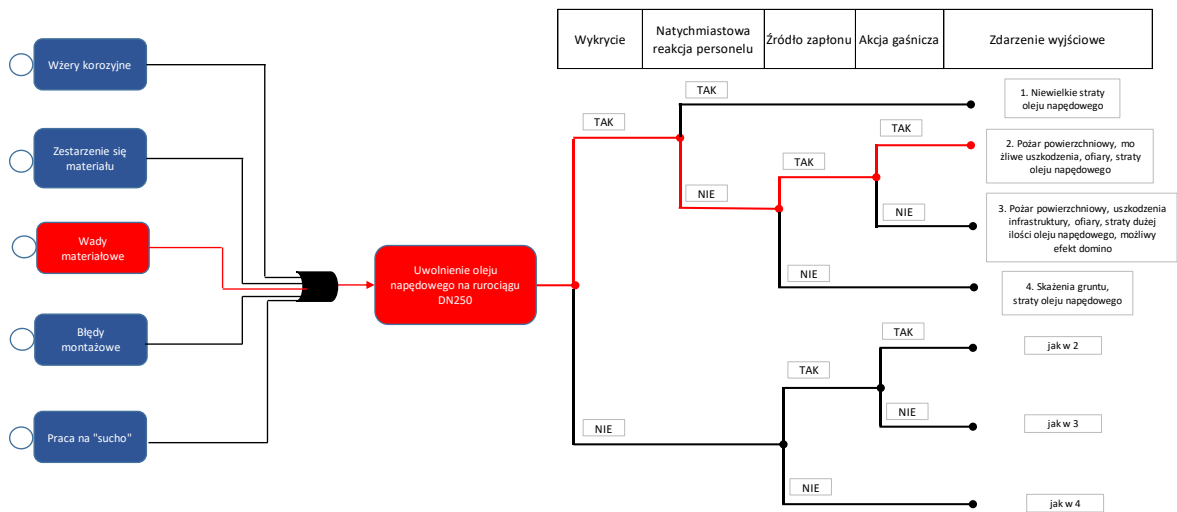 Wykrycie
Natychmiastowa
reakcja personelu
Źródło zapłonu
Akcja gaśnicza
Zdarzenie wyjściowe
Wżery korozyjne
Zestarzenie się
materiału
Wady
materiałowe
Błędy
montażowe
Praca na "sucho"
Uwolnienie oleju
napędowego na rurociągu
DN250
TAK
TAK
1. Niewielkie straty
oleju napędowego
NIE
TAK
TAK
2. Pożar powierzchniowy, mo
żliwe uszkodzenia, ofiary, straty
oleju napędowego
NIE
3. Pożar powierzchniowy, uszkodzenia
infrastruktury, ofiary, straty dużej
ilości oleju napędowego, możliwy
efekt domino
NIE
4. Skażenia gruntu,
straty oleju napędowego
NIE
TAK
TAK
jak w 2
NIE
jak w 3
NIE
jak w 4